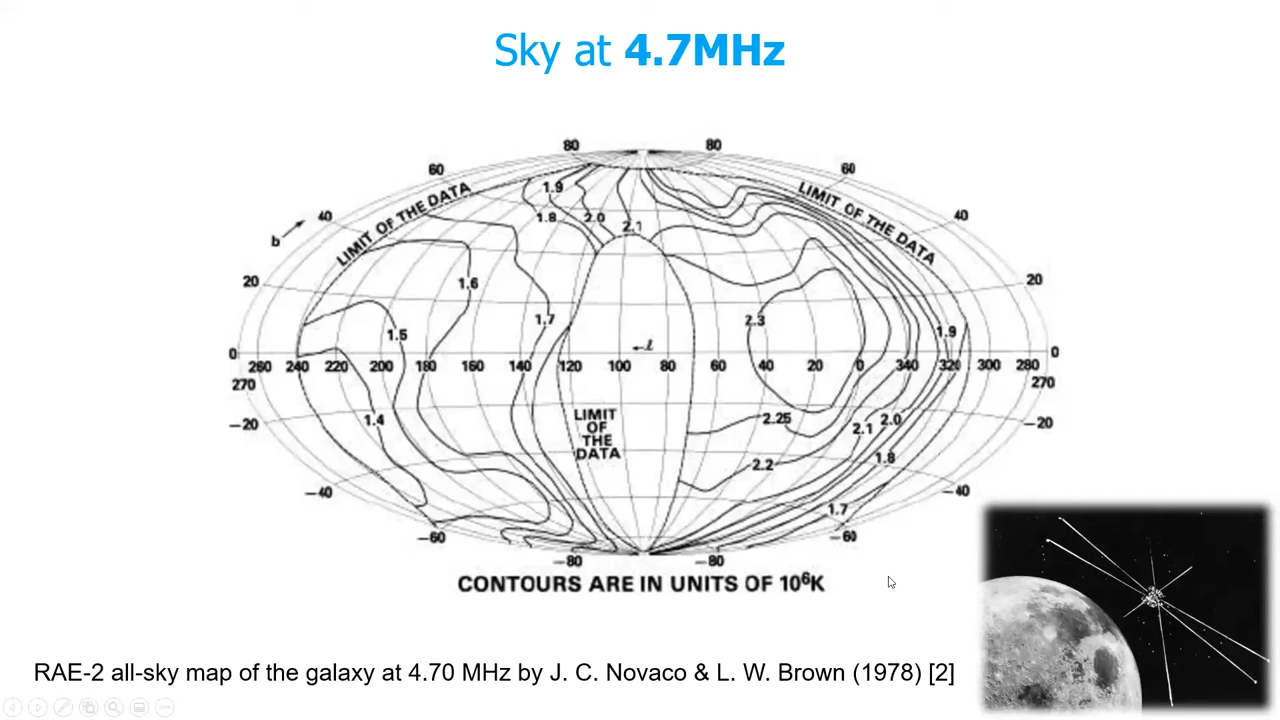 Sky at 4.7MHz
80 80
60 60
1.9
LIMIT OF THE DATA LIMIT OF THE DATA
40 1.8 2.0 40
2.1
b
20 1.6 20
1.5 1.7 2.3 1.9
0 l 0
260 240 220 200 180 160 140 120 100 80 60 40 20 0 340 320 300 280
270 270
LIMIT
OF
THE
DATA
-20 1.4 2.25 2.1 2.0 -20
2.2 1.8
-40 1.7 -40
-60 -60
-80 -80
CONTOURS ARE IN UNITS OF 10⁶K
RAE-2 all-sky map of the galaxy at 4.70 MHz by J. C. Novaco & L. W. Brown (1978) [2]